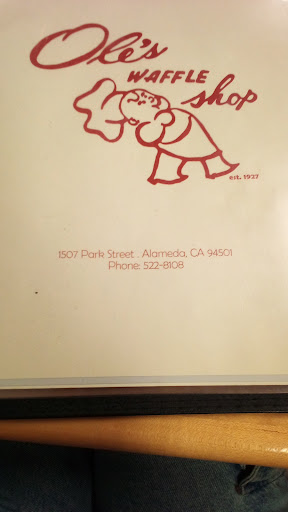 Ole's
WAFFLE
shop
est. 1927
1507 Park Street . Alameda, CA 94501
Phone: 522-8108